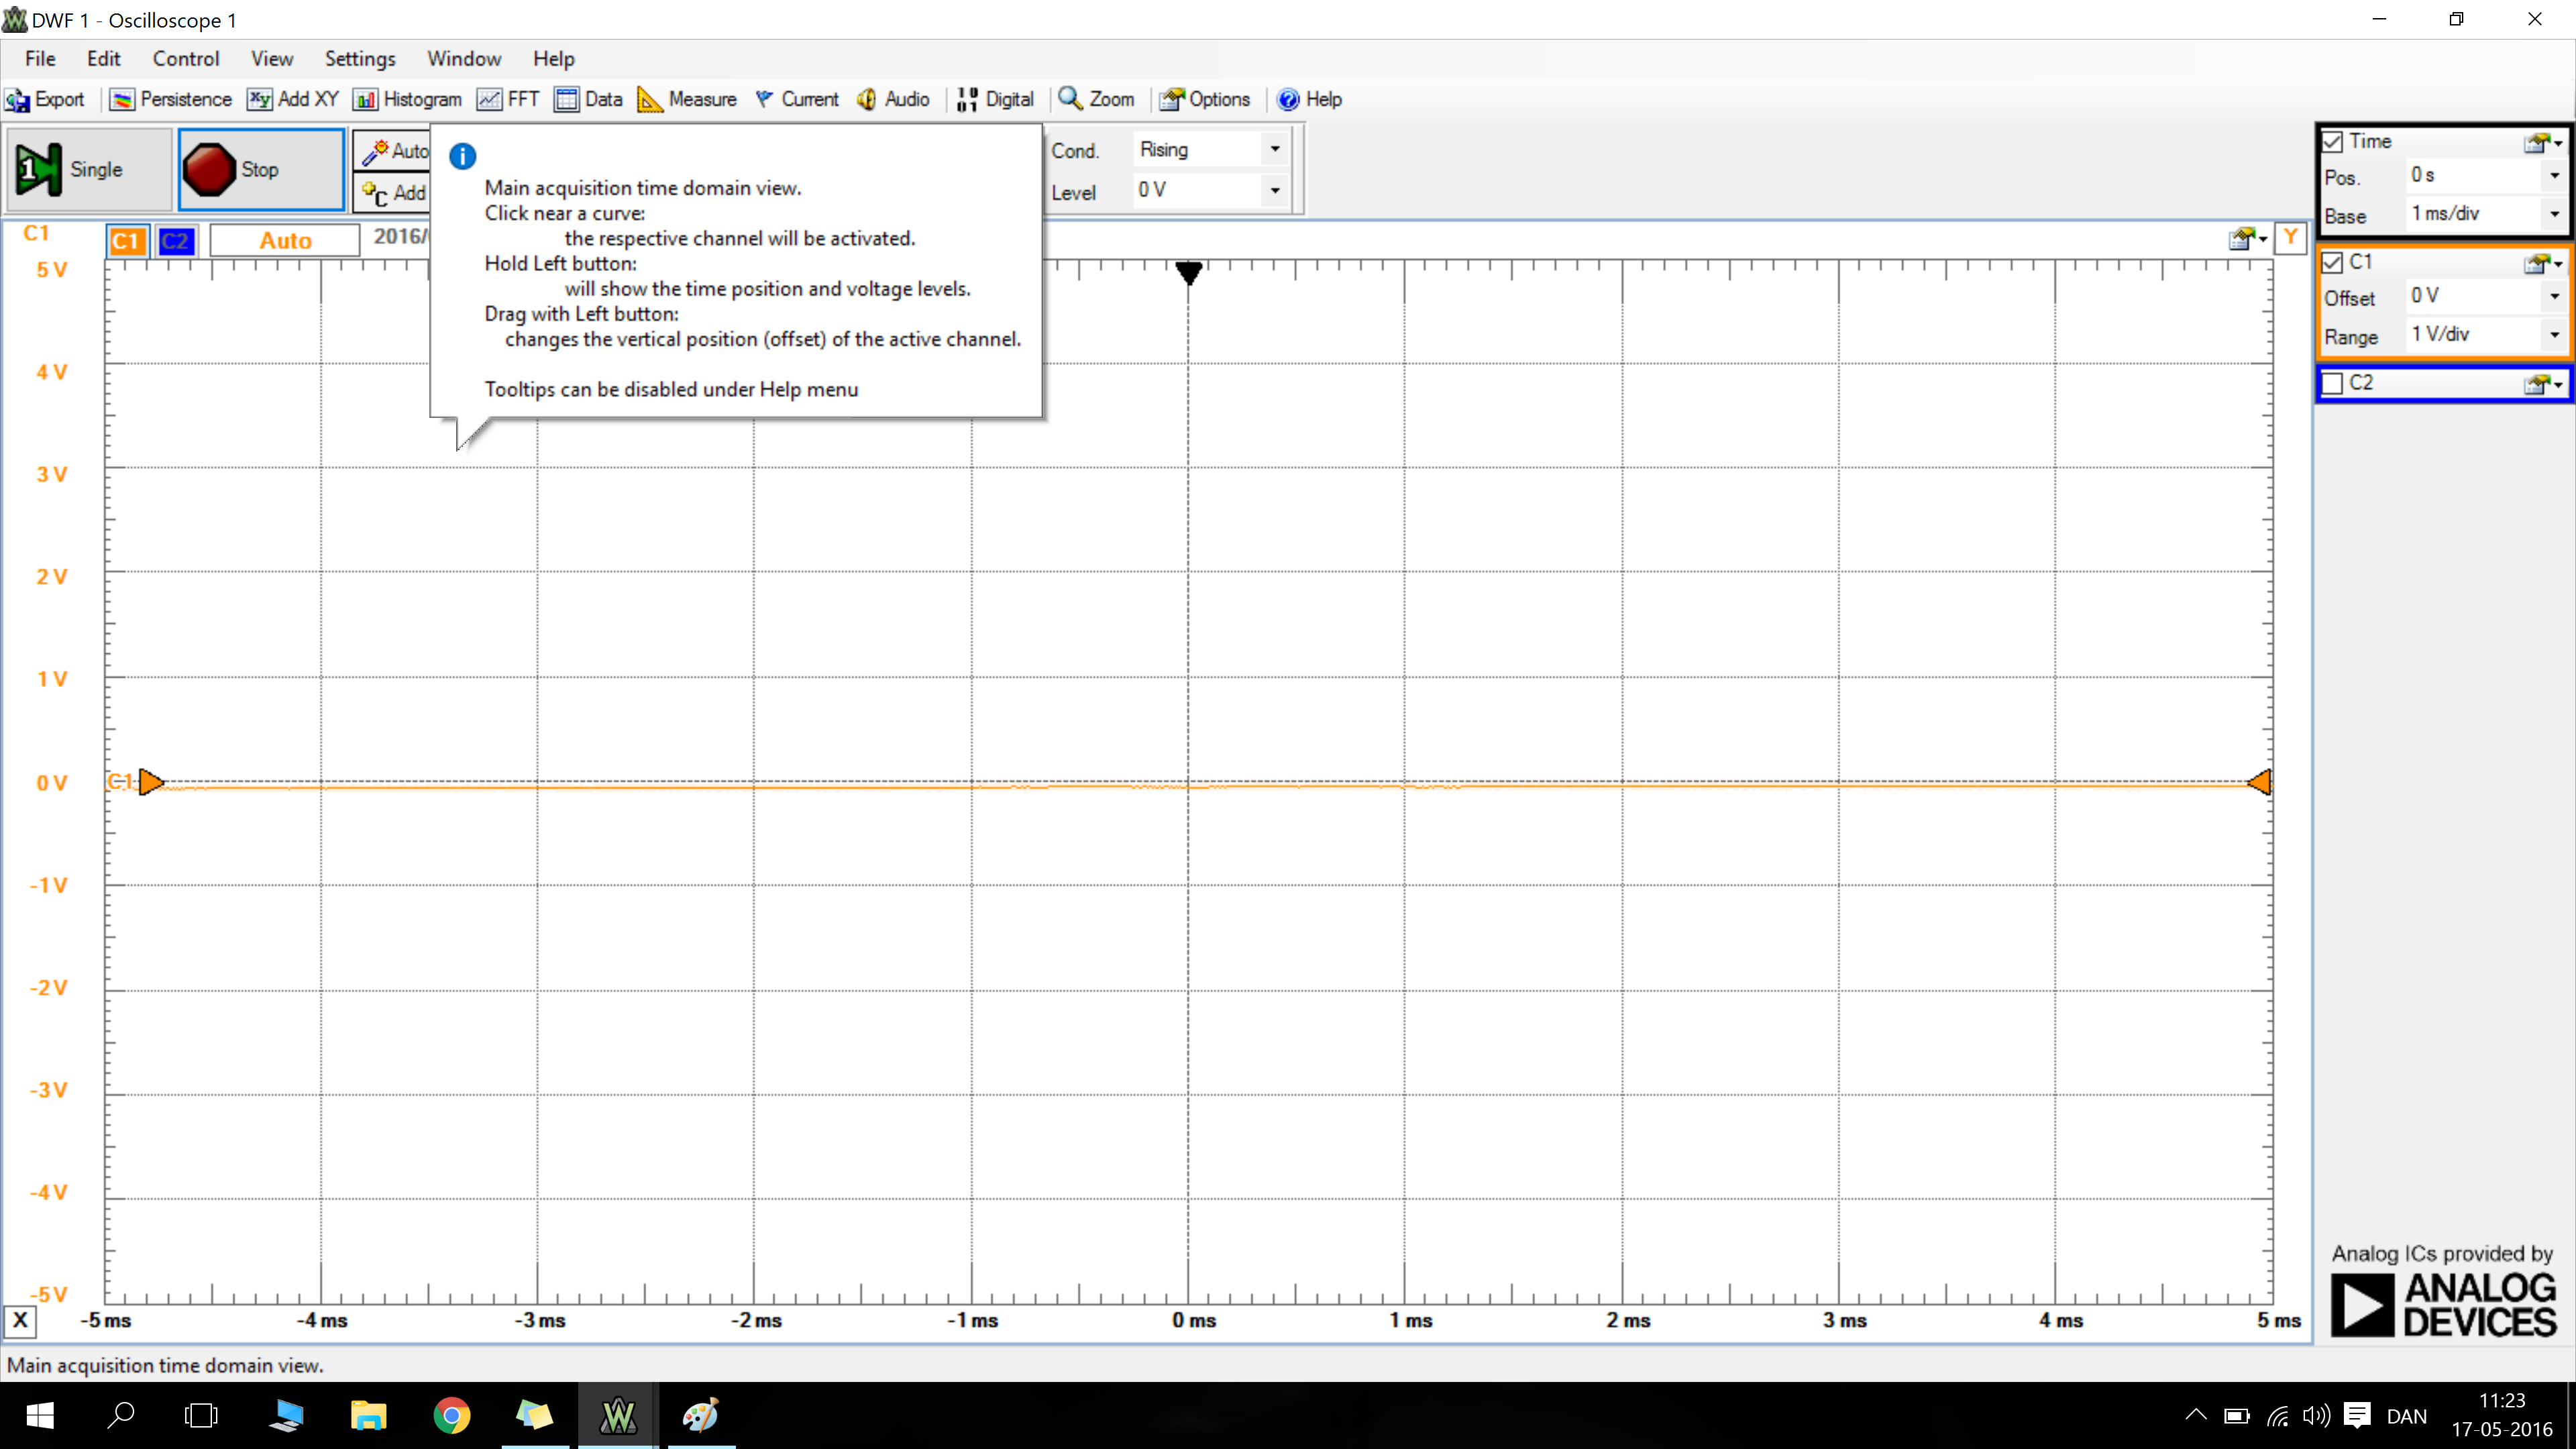 DWF 1 - Oscilloscope 1
File Edit Control View Settings Window Help
Export Persistence Add XY Histogram FFT Data Measure Current Audio Digital Zoom Options Help
1 Single Stop Auto
Add
Main acquisition time domain view.
Click near a curve:
the respective channel will be activated.
Hold Left button:
will show the time position and voltage levels.
Drag with Left button:
changes the vertical position (offset) of the active channel.
Tooltips can be disabled under Help menu
Cond. Rising
Level 0 V
Time
Pos. 0 s
Base 1 ms/div
C1
Offset 0 V
Range 1 V/div
C2
C1 C1 C2 Auto 2016/ Y
5 V
4 V
3 V
2 V
1 V
0 V C1
-1 V
-2 V
-3 V
-4 V
-5 V
X -5 ms -4 ms -3 ms -2 ms -1 ms 0 ms 1 ms 2 ms 3 ms 4 ms 5 ms
Analog ICs provided by
ANALOG
DEVICES
Main acquisition time domain view.
DAN
11:23
17-05-2016